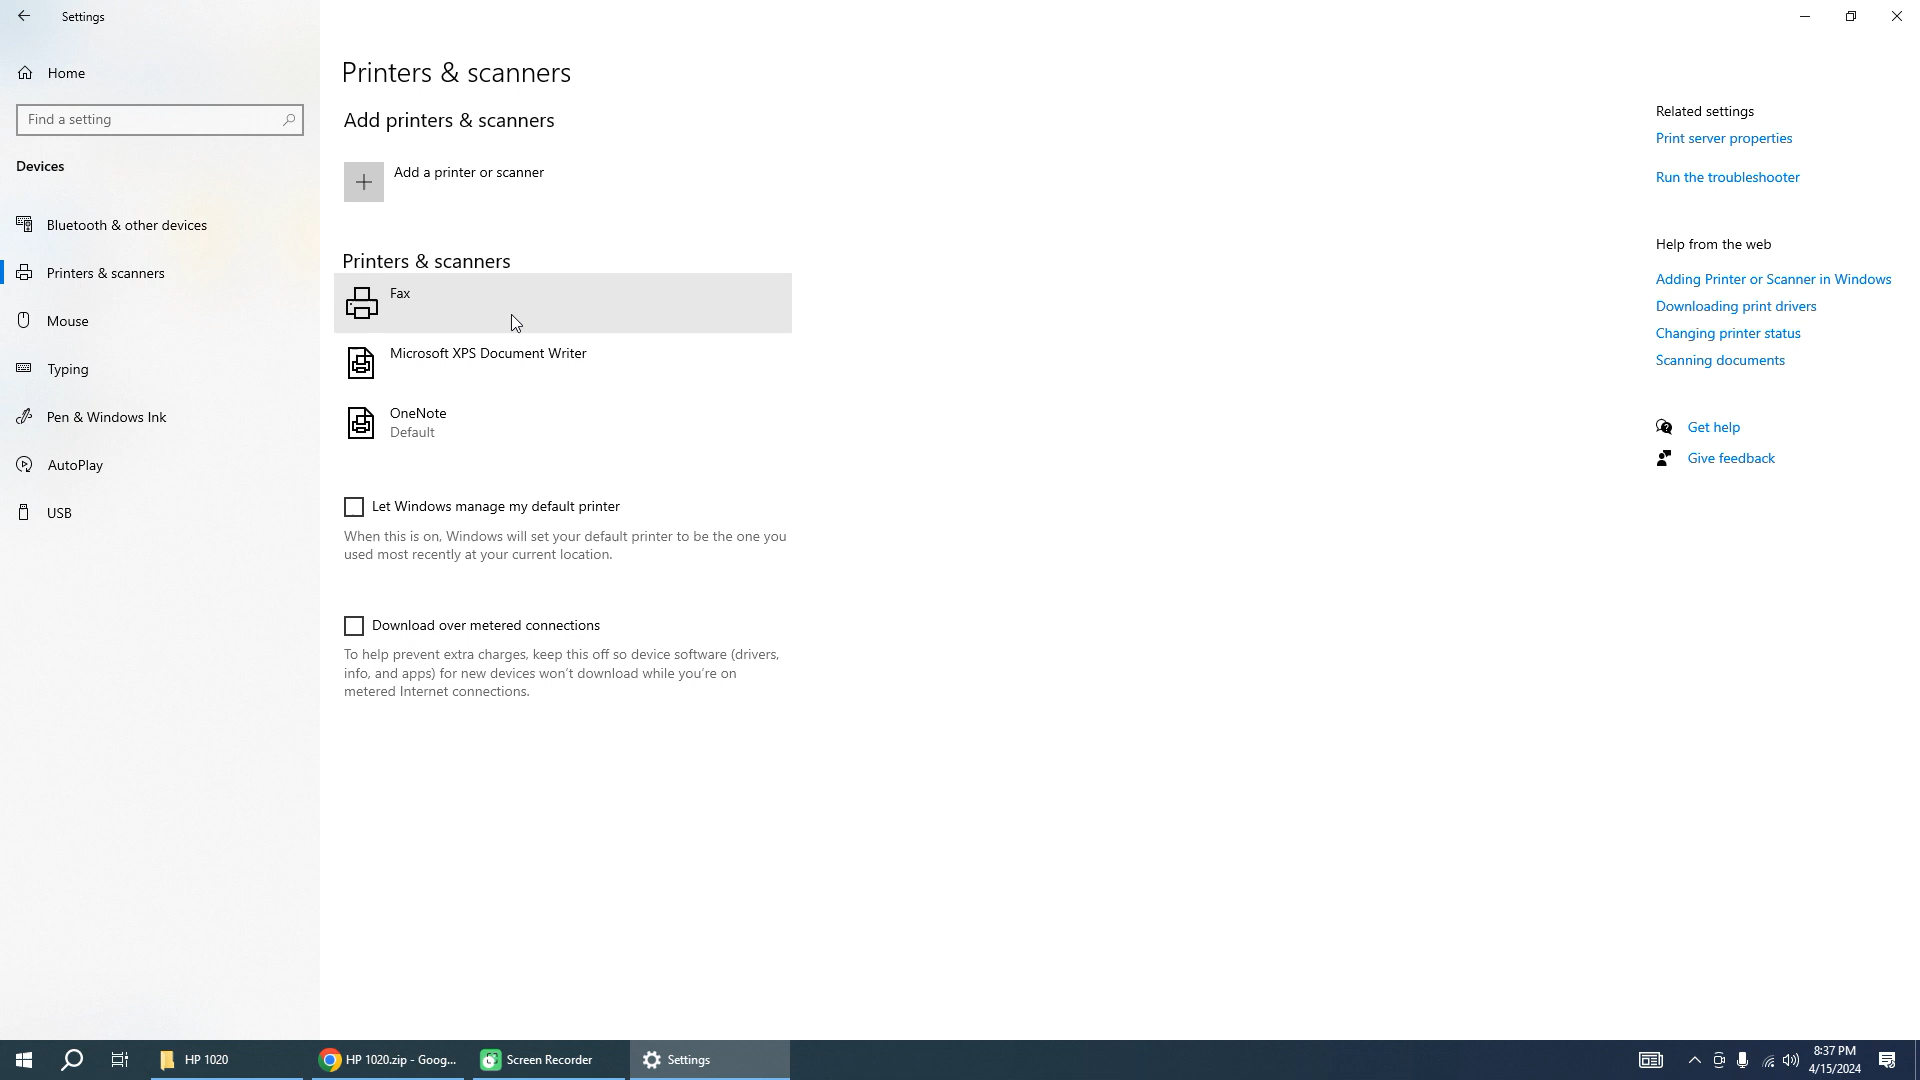 Settings
Home
Find a setting
Devices
Bluetooth & other devices
Printers & scanners
Mouse
Typing
Pen & Windows Ink
AutoPlay
USB
Printers & scanners
Add printers & scanners
Add a printer or scanner
Printers & scanners
Fax
Microsoft XPS Document Writer
OneNote
Default
Let Windows manage my default printer
When this is on, Windows will set your default printer to be the one you
used most recently at your current location.
Download over metered connections
To help prevent extra charges, keep this off so device software (drivers,
info, and apps) for new devices won't download while you're on
metered Internet connections.
Related settings
Print server properties
Run the troubleshooter
Help from the web
Adding Printer or Scanner in Windows
Downloading print drivers
Changing printer status
Scanning documents
Get help
Give feedback
HP 1020
HP 1020.zip - Goog...
Screen Recorder
Settings
8:37 PM
4/15/2024